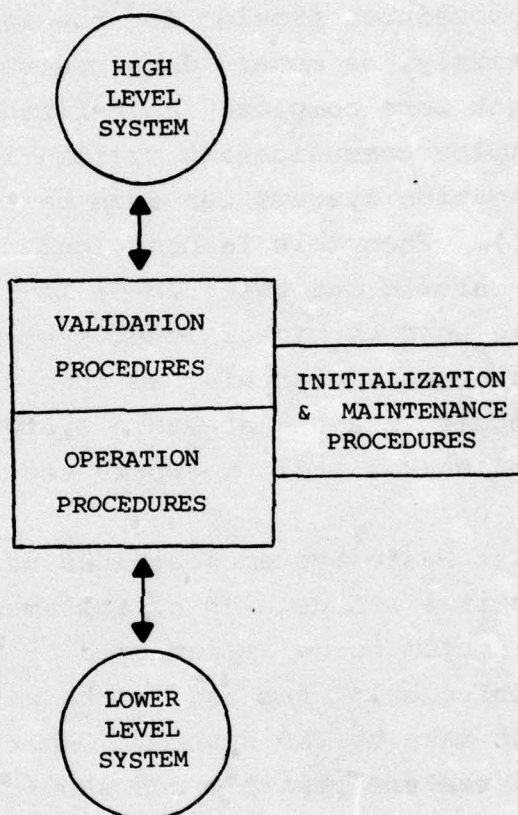 HIGH
LEVEL
SYSTEM
VALIDATION
PROCEDURES
INITIALIZATION
& MAINTENANCE
PROCEDURES
OPERATION
PROCEDURES
LOWER
LEVEL
SYSTEM